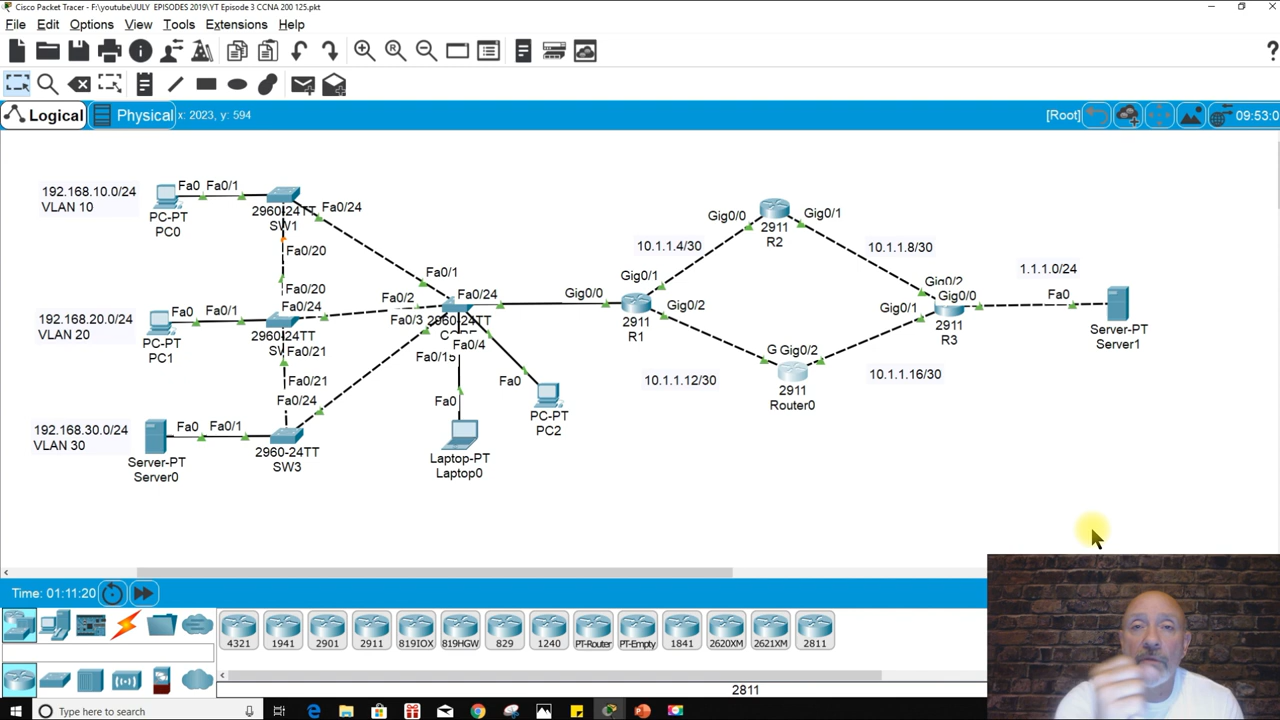 Cisco Packet Tracer - F:\youtube\JULY EPISODES 2019\YT Episode 3 CCNA 200 125.pkt
File Edit Options View Tools Extensions Help
?
Logical Physical x: 2023, y: 594 [Root] 09:53:0
192.168.10.0/24
VLAN 10
Fa0 Fa0/1
PC-PT
PC0
2960-24TT
SW1
Fa0/24
Fa0/20
Fa0/20
192.168.20.0/24
VLAN 20
Fa0 Fa0/1
PC-PT
PC1
Fa0/24
2960-24TT
Fa0/21
Fa0/21
Fa0/24
192.168.30.0/24
VLAN 30
Fa0 Fa0/1
Server-PT
Server0
2960-24TT
SW3
Fa0/1
Fa0/2
Fa0/3
Fa0/24
2960-24TT
Fa0/4
Fa0/15
Fa0
Fa0
Laptop-PT
Laptop0
PC-PT
PC2
Gig0/0
Gig0/1
Gig0/2
2911
R1
10.1.1.4/30
Gig0/0
Gig0/1
2911
R2
10.1.1.8/30
10.1.1.12/30
G Gig0/2
2911
Router0
10.1.1.16/30
Gig0/2
Gig0/0
Gig0/1
2911
R3
1.1.1.0/24
Fa0
Server-PT
Server1
Time: 01:11:20
4321 1941 2901 2911 819IOX 819HGW 829 1240 PT-Router PT-Empty 1841 2620XM 2621XM 2811
2811
Type here to search